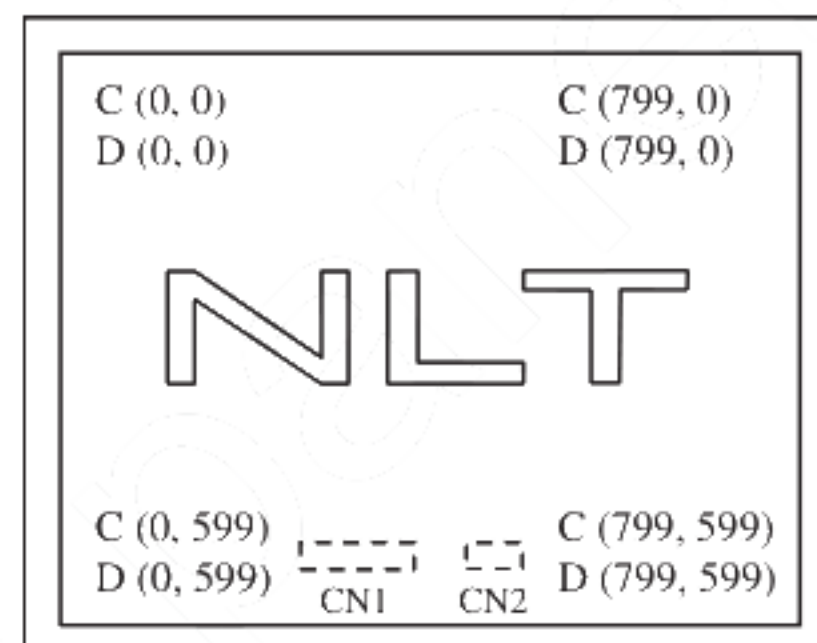 C (0, 0) C (799, 0)
D (0, 0) D (799, 0)
NLT
C (0, 599) C (799, 599)
D (0, 599) D (799, 599)
CN1 CN2